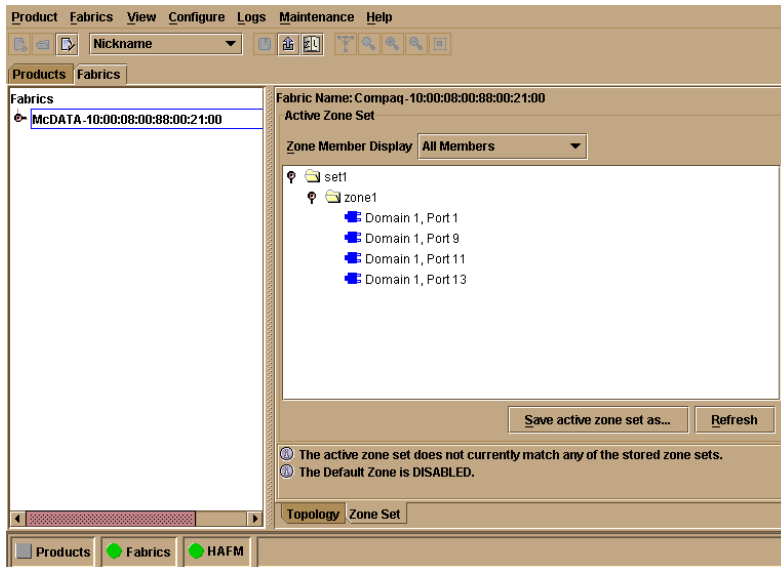 Product Fabrics View Configure Logs Maintenance Help
Nickname
Products Fabrics
Fabrics
McDATA-10:00:08:00:88:00:21:00
Fabric Name: Compaq-10:00:08:00:88:00:21:00
Active Zone Set
Zone Member Display All Members
set1
zone1
Domain 1, Port 1
Domain 1, Port 9
Domain 1, Port 11
Domain 1, Port 13
Save active zone set as... Refresh
The active zone set does not currently match any of the stored zone sets.
The Default Zone is DISABLED.
Topology Zone Set
Products Fabrics HAFM